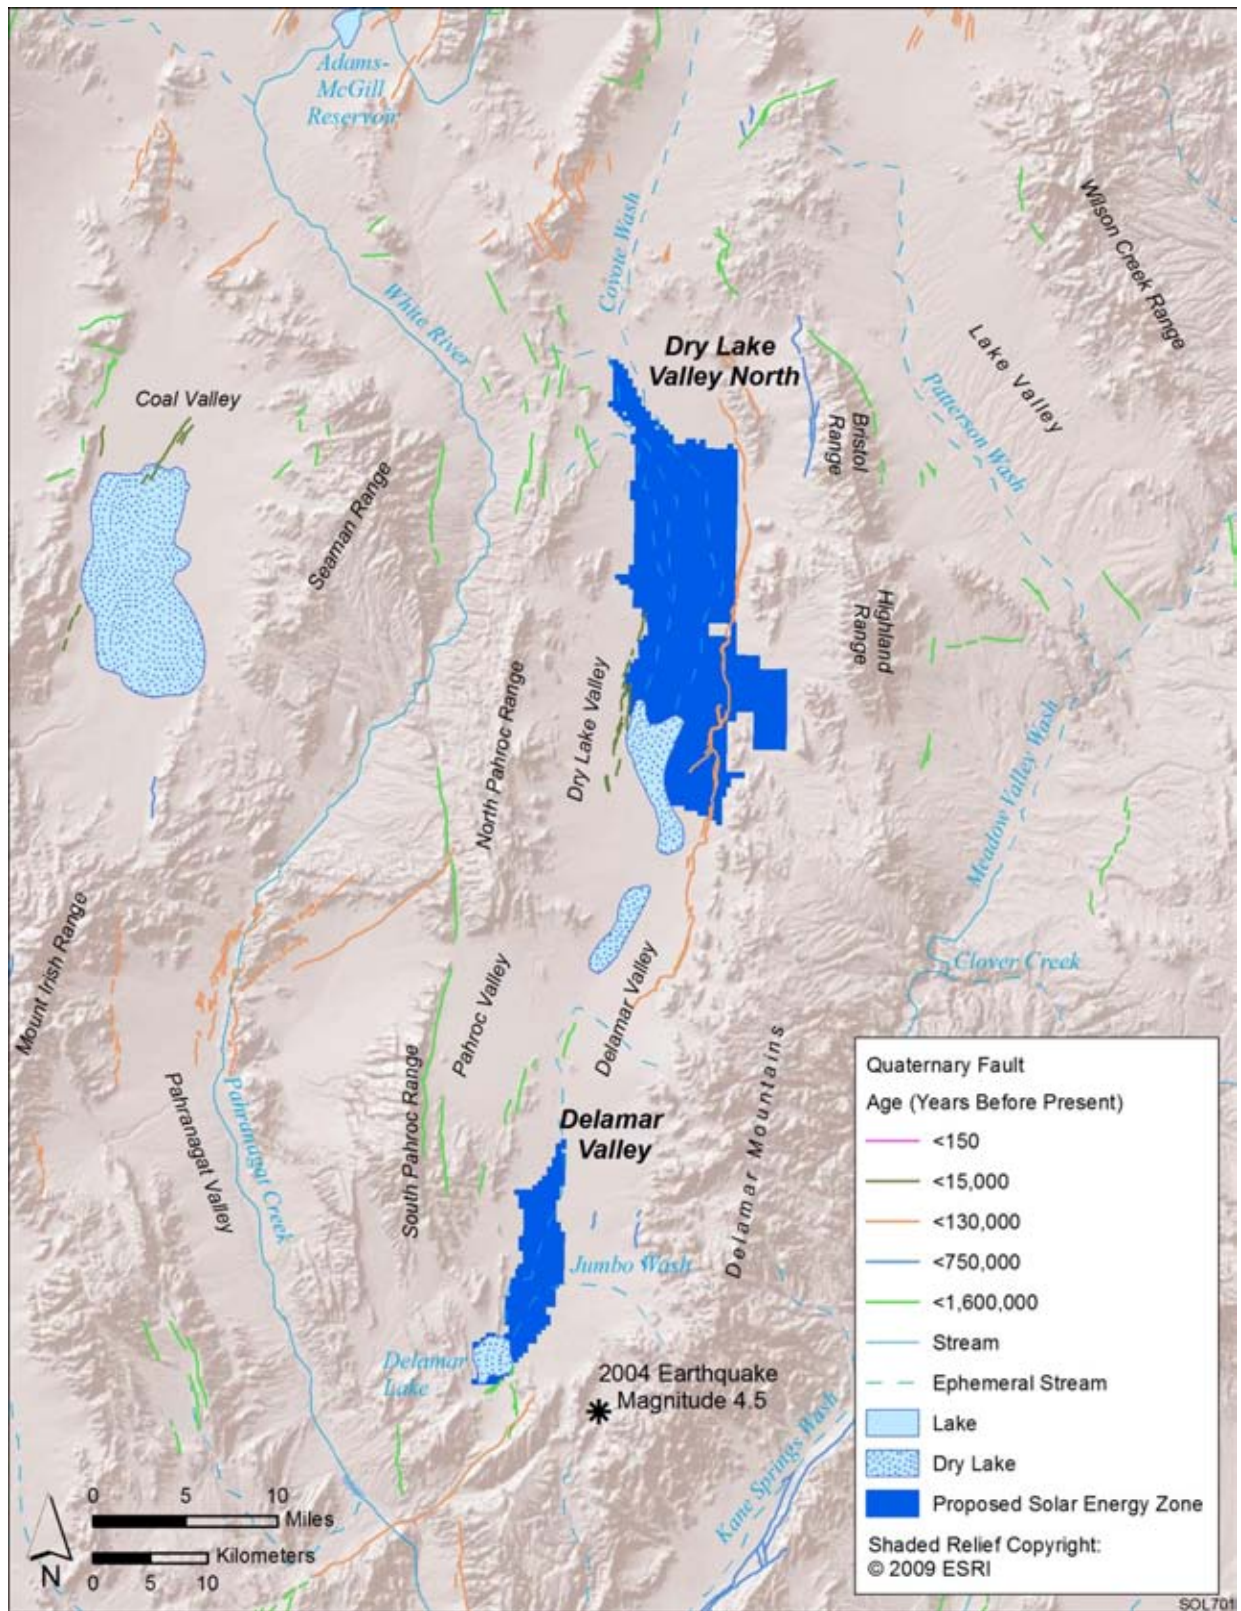 Adams-
McGill
Reservoir
Coyote Wash
Wilson Creek Range
White River
Dry Lake
Valley North
Lake Valley
Patterson Wash
Coal Valley
Bristol
Range
Seaman Range
Highland
Range
North Pahroc Range
Dry Lake Valley
Meadow Valley Wash
Mount Irish Range
Clover Creek
Pahroc Valley
Delamar Valley
South Pahroc Range
Pahranagat Valley
Pahranagat Creek
Delamar
Valley
Delamar Mountains
Jumbo Wash
Delamar
Lake
2004 Earthquake
Magnitude 4.5
Kane Springs Wash
Quaternary Fault
Age (Years Before Present)
<150
<15,000
<130,000
<750,000
<1,600,000
Stream
Ephemeral Stream
Lake
Dry Lake
Proposed Solar Energy Zone
Shaded Relief Copyright:
© 2009 ESRI
0 5 10
Miles
Kilometers
0 5 10
N
SOL701